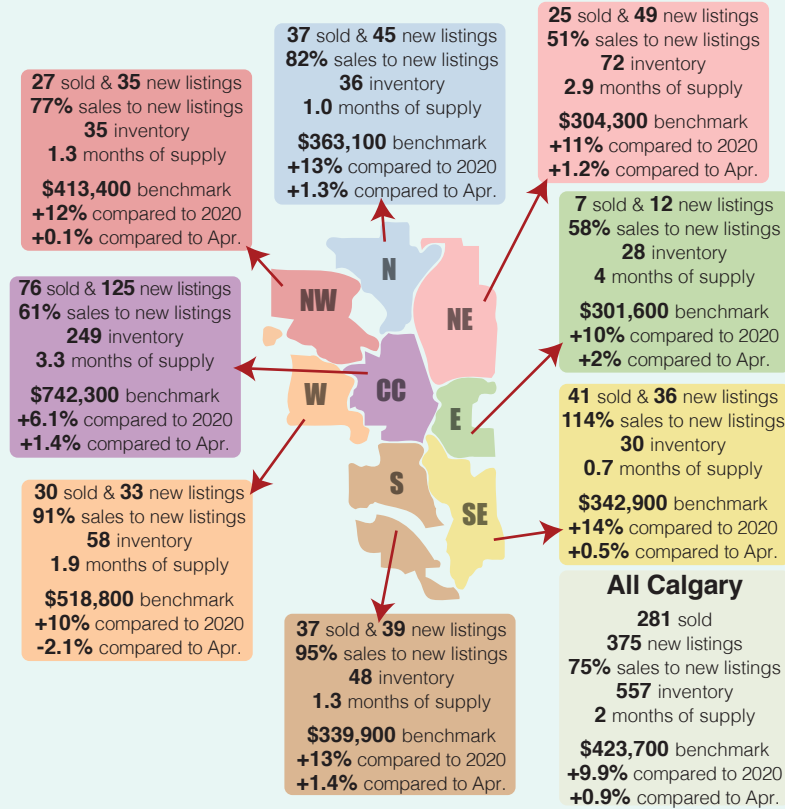 27 sold & 35 new listings
77% sales to new listings
35 inventory
1.3 months of supply
$413,400 benchmark
+12% compared to 2020
+0.1% compared to Apr.
37 sold & 45 new listings
82% sales to new listings
36 inventory
1.0 months of supply
$363,100 benchmark
+13% compared to 2020
+1.3% compared to Apr.
25 sold & 49 new listings
51% sales to new listings
72 inventory
2.9 months of supply
$304,300 benchmark
+11% compared to 2020
+1.2% compared to Apr.
7 sold & 12 new listings
58% sales to new listings
28 inventory
4 months of supply
$301,600 benchmark
+10% compared to 2020
+2% compared to Apr.
76 sold & 125 new listings
61% sales to new listings
249 inventory
3.3 months of supply
$742,300 benchmark
+6.1% compared to 2020
+1.4% compared to Apr.
N
NW
NE
W
CC
E
S
SE
41 sold & 36 new listings
114% sales to new listings
30 inventory
0.7 months of supply
$342,900 benchmark
+14% compared to 2020
+0.5% compared to Apr.
30 sold & 33 new listings
91% sales to new listings
58 inventory
1.9 months of supply
$518,800 benchmark
+10% compared to 2020
-2.1% compared to Apr.
37 sold & 39 new listings
95% sales to new listings
48 inventory
1.3 months of supply
$339,900 benchmark
+13% compared to 2020
+1.4% compared to Apr.
All Calgary
281 sold
375 new listings
75% sales to new listings
557 inventory
2 months of supply
$423,700 benchmark
+9.9% compared to 2020
+0.9% compared to Apr.